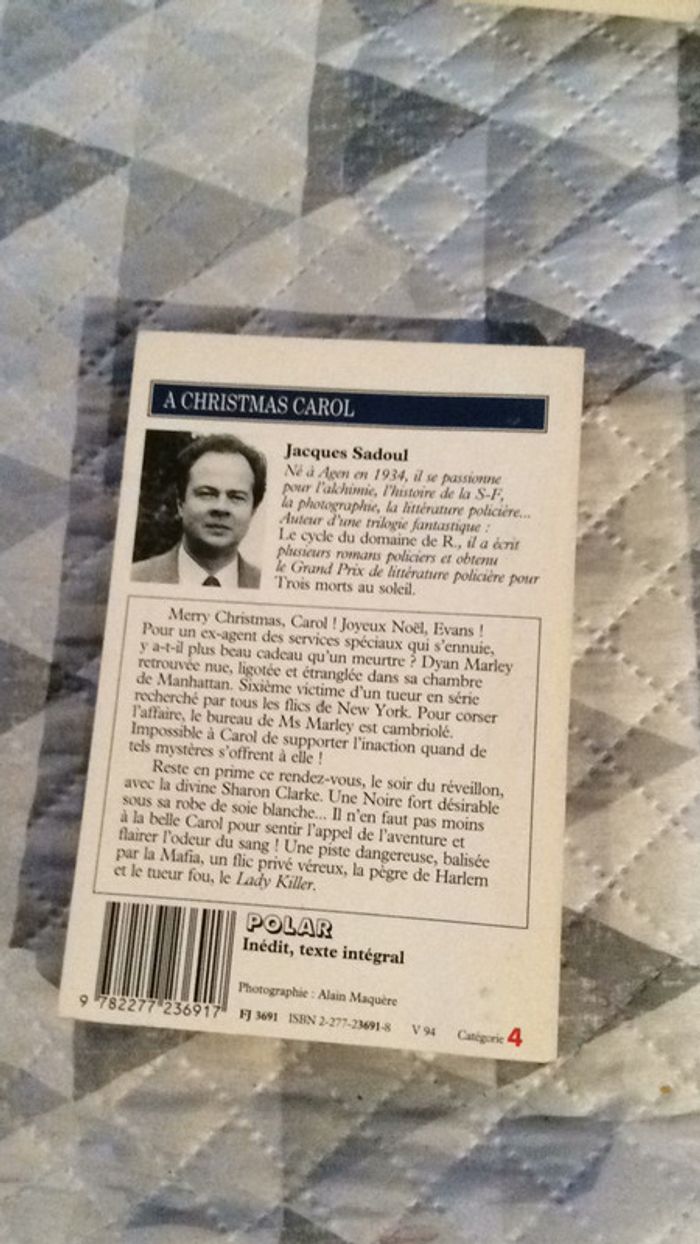 A CHRISTMAS CAROL
Jacques Sadoul
Né à Agen en 1934, il se passionne
pour l'alchimie, l'histoire de la S-F,
la photographie, la littérature policière...
Auteur d'une trilogie fantastique :
Le cycle du domaine de R., il a écrit
plusieurs romans policiers et obtenu
le Grand Prix de littérature policière pour
Trois morts au soleil.
Merry Christmas, Carol ! Joyeux Noël, Evans !
Pour un ex-agent des services spéciaux qui s'ennuie,
y a-t-il plus beau cadeau qu'un meurtre ? Dyan Marley
retrouvée nue, ligotée et étranglée dans sa chambre
de Manhattan. Sixième victime d'un tueur en série
recherché par tous les flics de New York. Pour corser
l'affaire, le bureau de Ms Marley est cambriolé.
Impossible à Carol de supporter l'inaction quand de
tels mystères s'offrent à elle !
Reste en prime ce rendez-vous, le soir du réveillon,
avec la divine Sharon Clarke. Une Noire fort désirable
sous sa robe de soie blanche... Il n'en faut pas moins
à la belle Carol pour sentir l'appel de l'aventure et
flairer l'odeur du sang ! Une piste dangereuse, balisée
par la Mafia, un flic privé véreux, la pègre de Harlem
et le tueur fou, le Lady Killer.
POLAR
Inédit, texte intégral
Photographie : Alain Maquère
9 782277 236917
FJ 3691 ISBN 2-277-23691-8 V 94 Catégorie 4